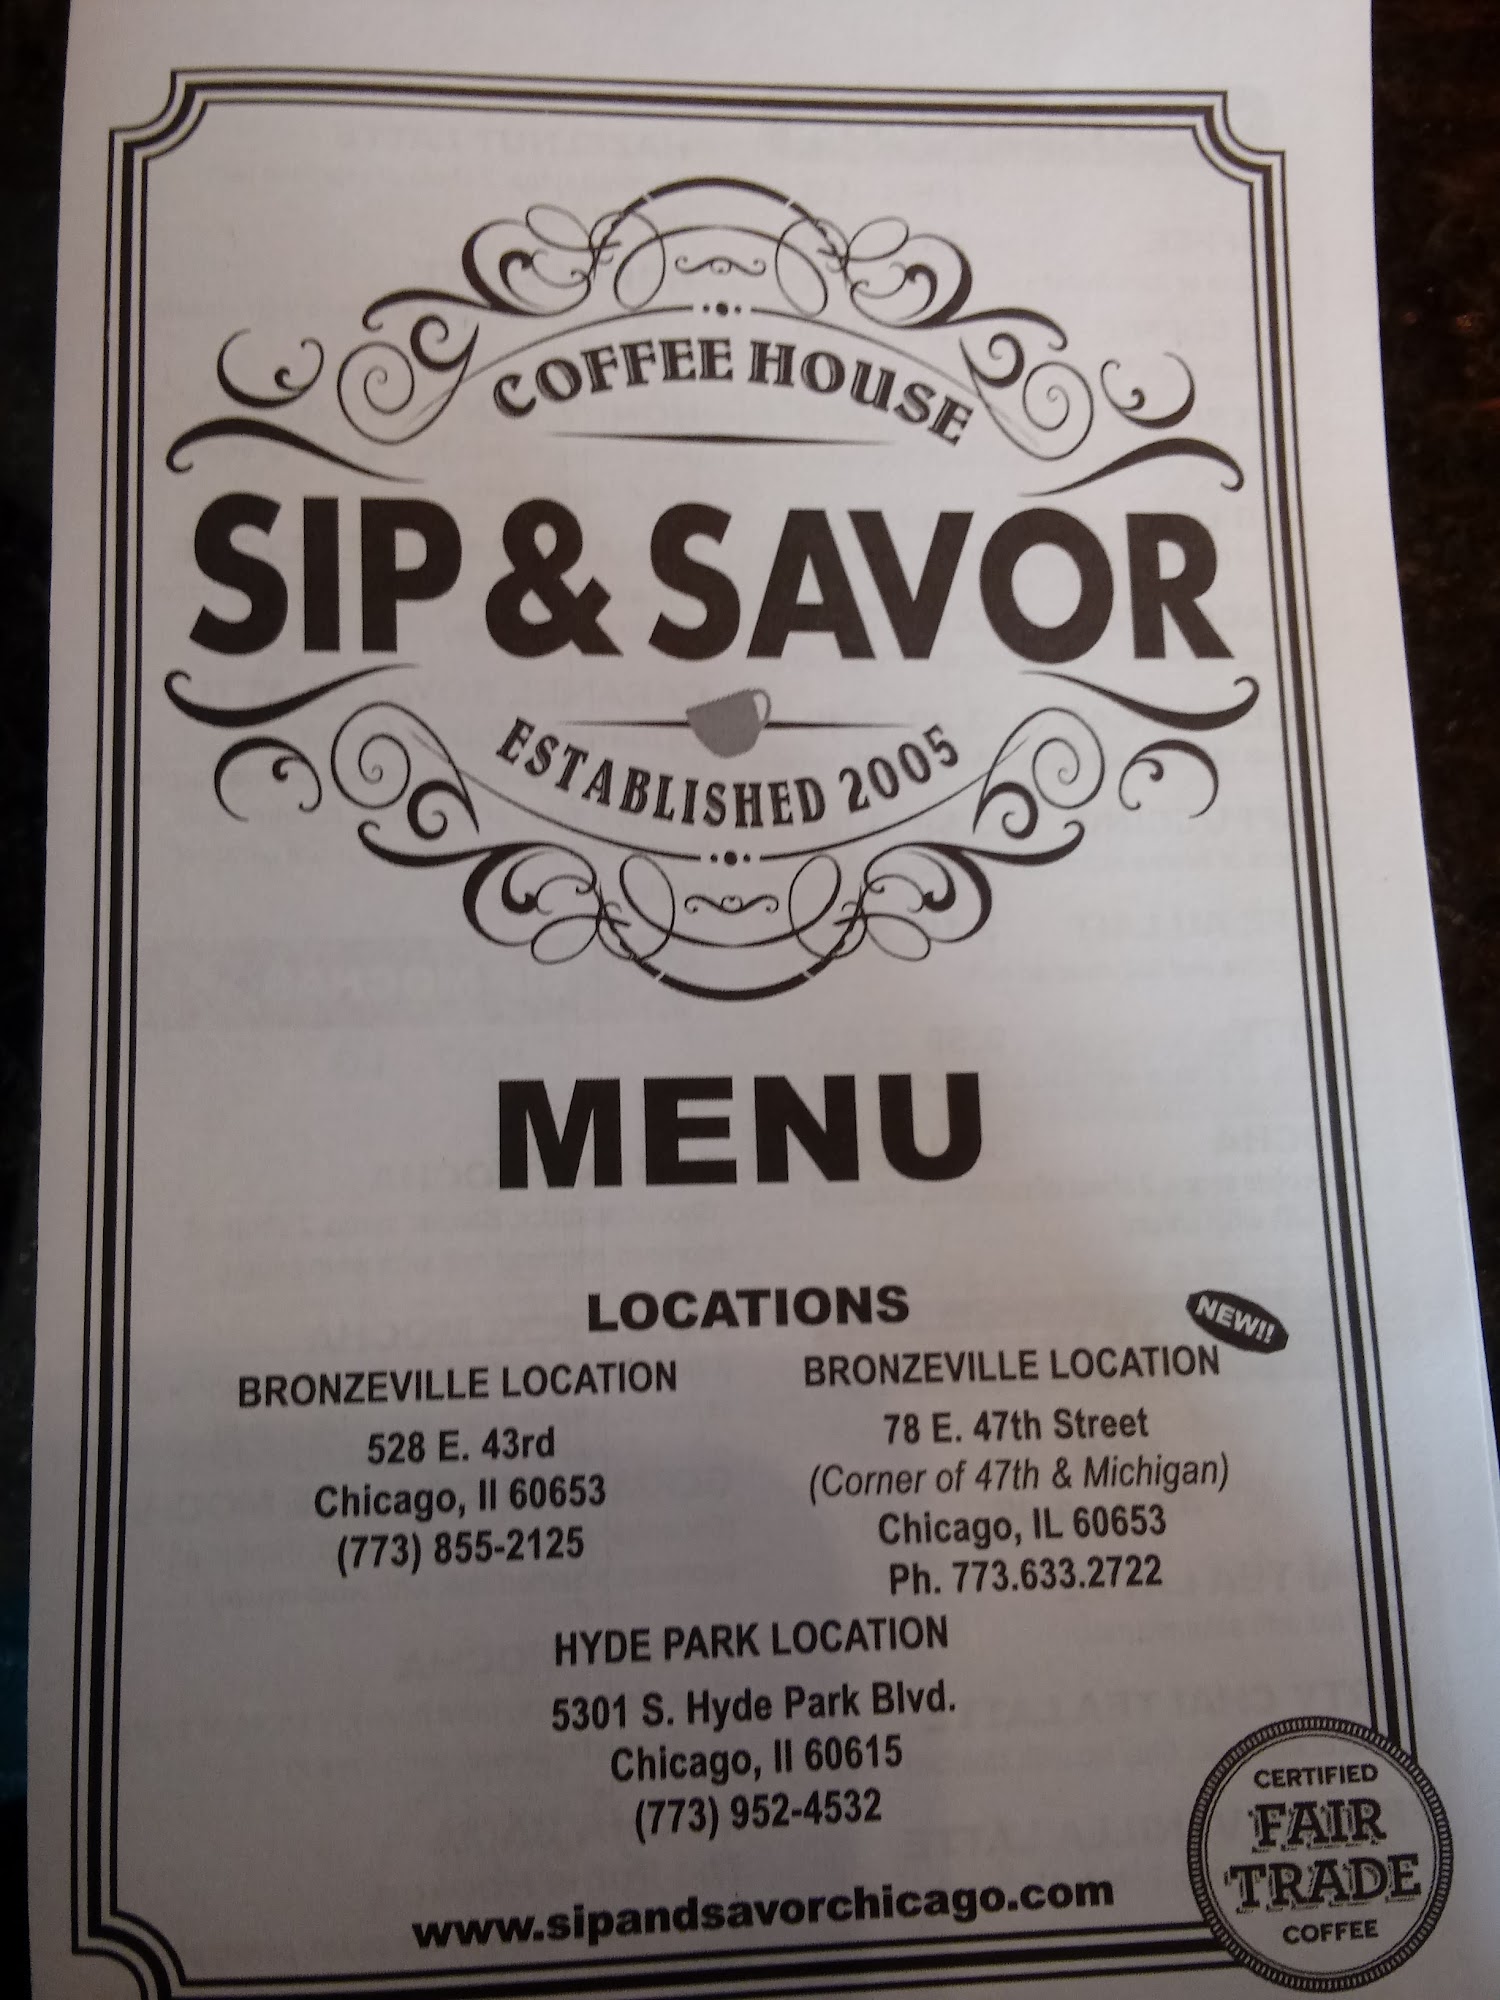 COFFEE HOUSE
SIP & SAVOR
ESTABLISHED 2005
MENU
LOCATIONS
BRONZEVILLE LOCATION
528 E. 43rd
Chicago, Il 60653
(773) 855-2125
NEW!!
BRONZEVILLE LOCATION
78 E. 47th Street
(Corner of 47th & Michigan)
Chicago, IL 60653
Ph. 773.633.2722
HYDE PARK LOCATION
5301 S. Hyde Park Blvd.
Chicago, Il 60615
(773) 952-4532
www.sipandsavorchicago.com
CERTIFIED
FAIR
TRADE
COFFEE